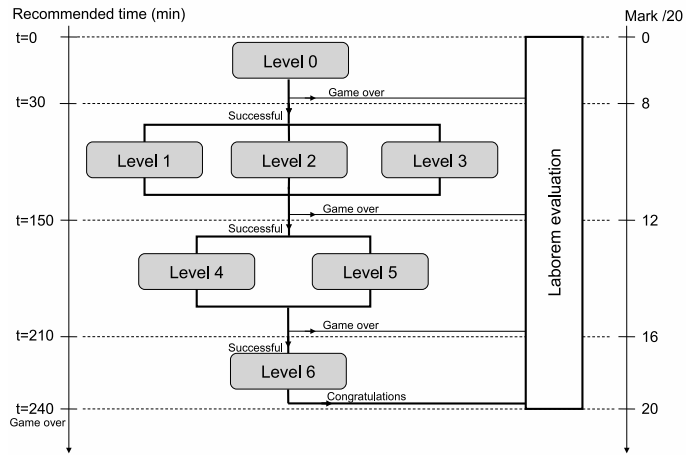 Recommended time (min)
Mark /20
t=0
0
Level 0
Game over
t=30
8
Successful
Level 1
Level 2
Level 3
Laborem evaluation
Game over
t=150
12
Successful
Level 4
Level 5
Game over
t=210
16
Successful
Level 6
Congratulations
t=240
20
Game over